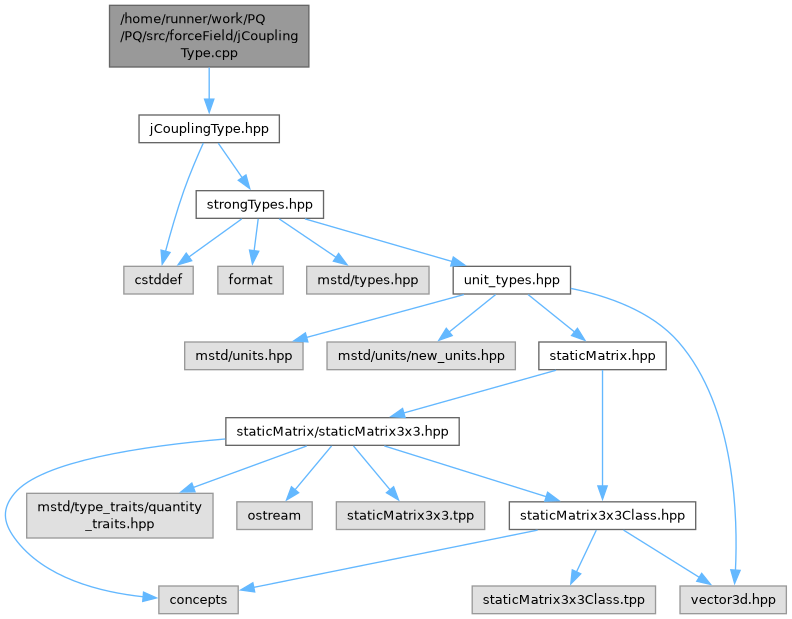 /home/runner/work/PQ
/PQ/src/forceField/jCoupling
Type.cpp
jCouplingType.hpp
strongTypes.hpp
cstddef
format
mstd/types.hpp
unit_types.hpp
mstd/units.hpp
mstd/units/new_units.hpp
staticMatrix.hpp
staticMatrix/staticMatrix3x3.hpp
mstd/type_traits/quantity
_traits.hpp
ostream
staticMatrix3x3.tpp
staticMatrix3x3Class.hpp
concepts
staticMatrix3x3Class.tpp
vector3d.hpp